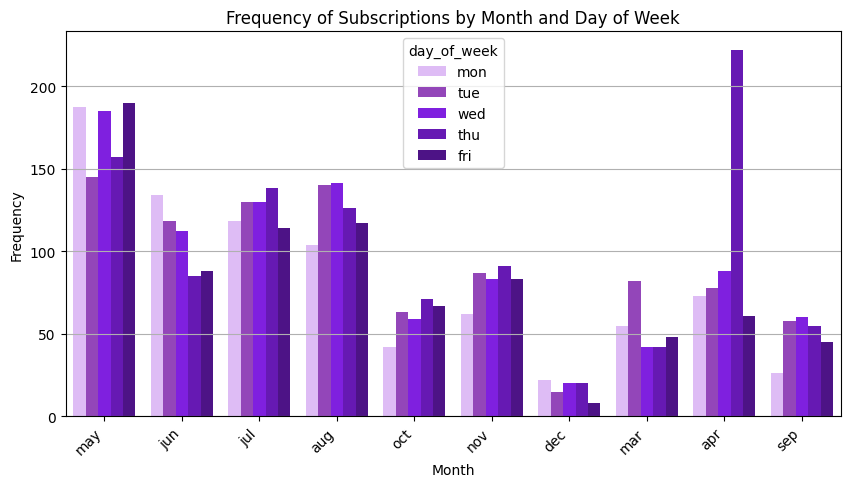 Frequency of Subscriptions by Month and Day of Week
Frequency
200
150
100
50
0
day_of_week
mon
tue
wed
thu
fri
may
jun
jul
aug
oct
nov
dec
mar
apr
sep
Month